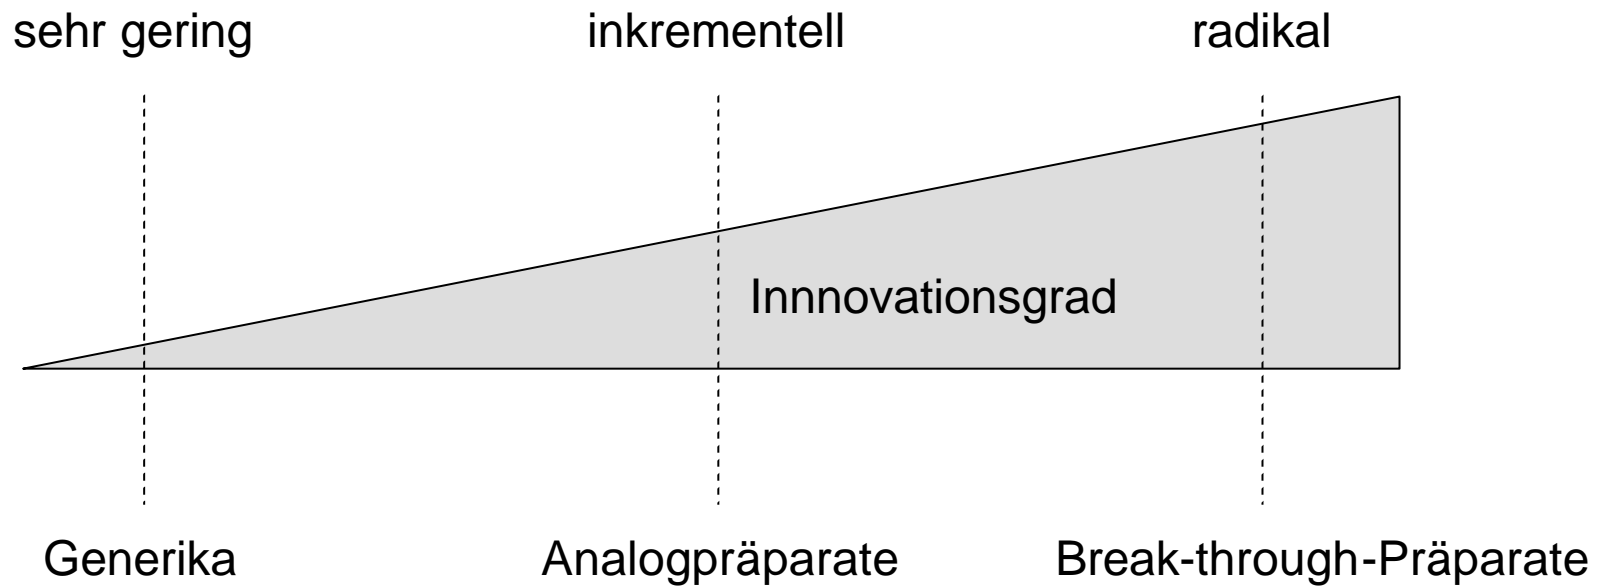 sehr gering inkrementell radikal
Innnovationsgrad
Generika Analogpräparate Break-through-Präparate